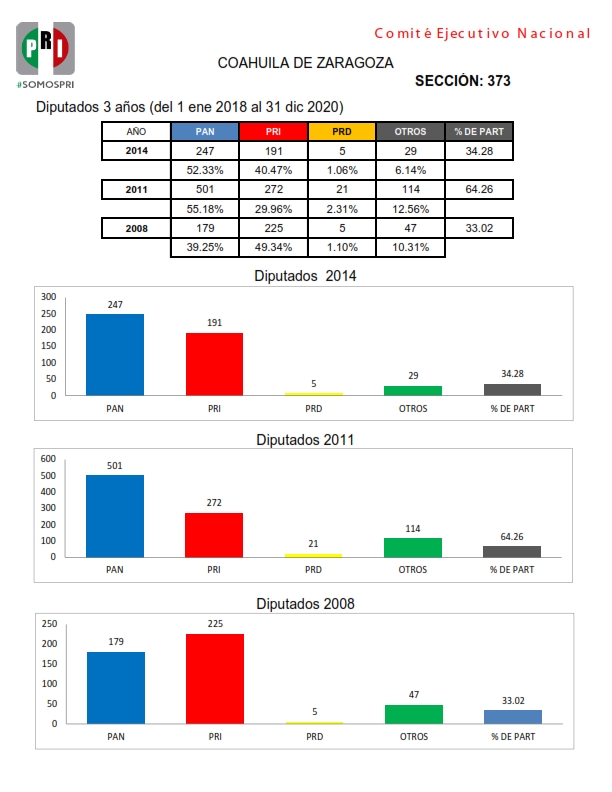 Comité Ejecutivo Nacional
PRI
#SOMOSPRI
COAHUILA DE ZARAGOZA
SECCIÓN: 373
Diputados 3 años (del 1 ene 2018 al 31 dic 2020)
AÑO PAN PRI PRD OTROS % DE PART
2014 247 191 5 29 34.28
52.33% 40.47% 1.06% 6.14%
2011 501 272 21 114 64.26
55.18% 29.96% 2.31% 12.56%
2008 179 225 5 47 33.02
39.25% 49.34% 1.10% 10.31%
Diputados 2014
300
250
200
150
100
50
0
247 191 5 29 34.28
PAN PRI PRD OTROS % DE PART
Diputados 2011
600
500
400
300
200
100
0
501 272 21 114 64.26
PAN PRI PRD OTROS % DE PART
Diputados 2008
250
200
150
100
50
0
179 225 5 47 33.02
PAN PRI PRD OTROS % DE PART